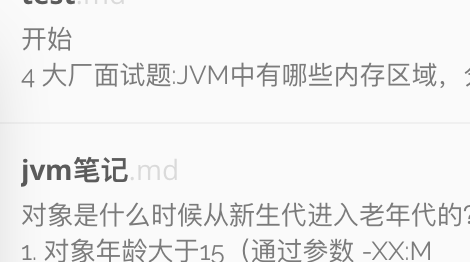 test.md
开始
4 大厂面试题:JVM中有哪些内存区域，
jvm笔记.md
对象是什么时候从新生代进入老年代的?
1. 对象年龄大于15（通过参数 -XX:M